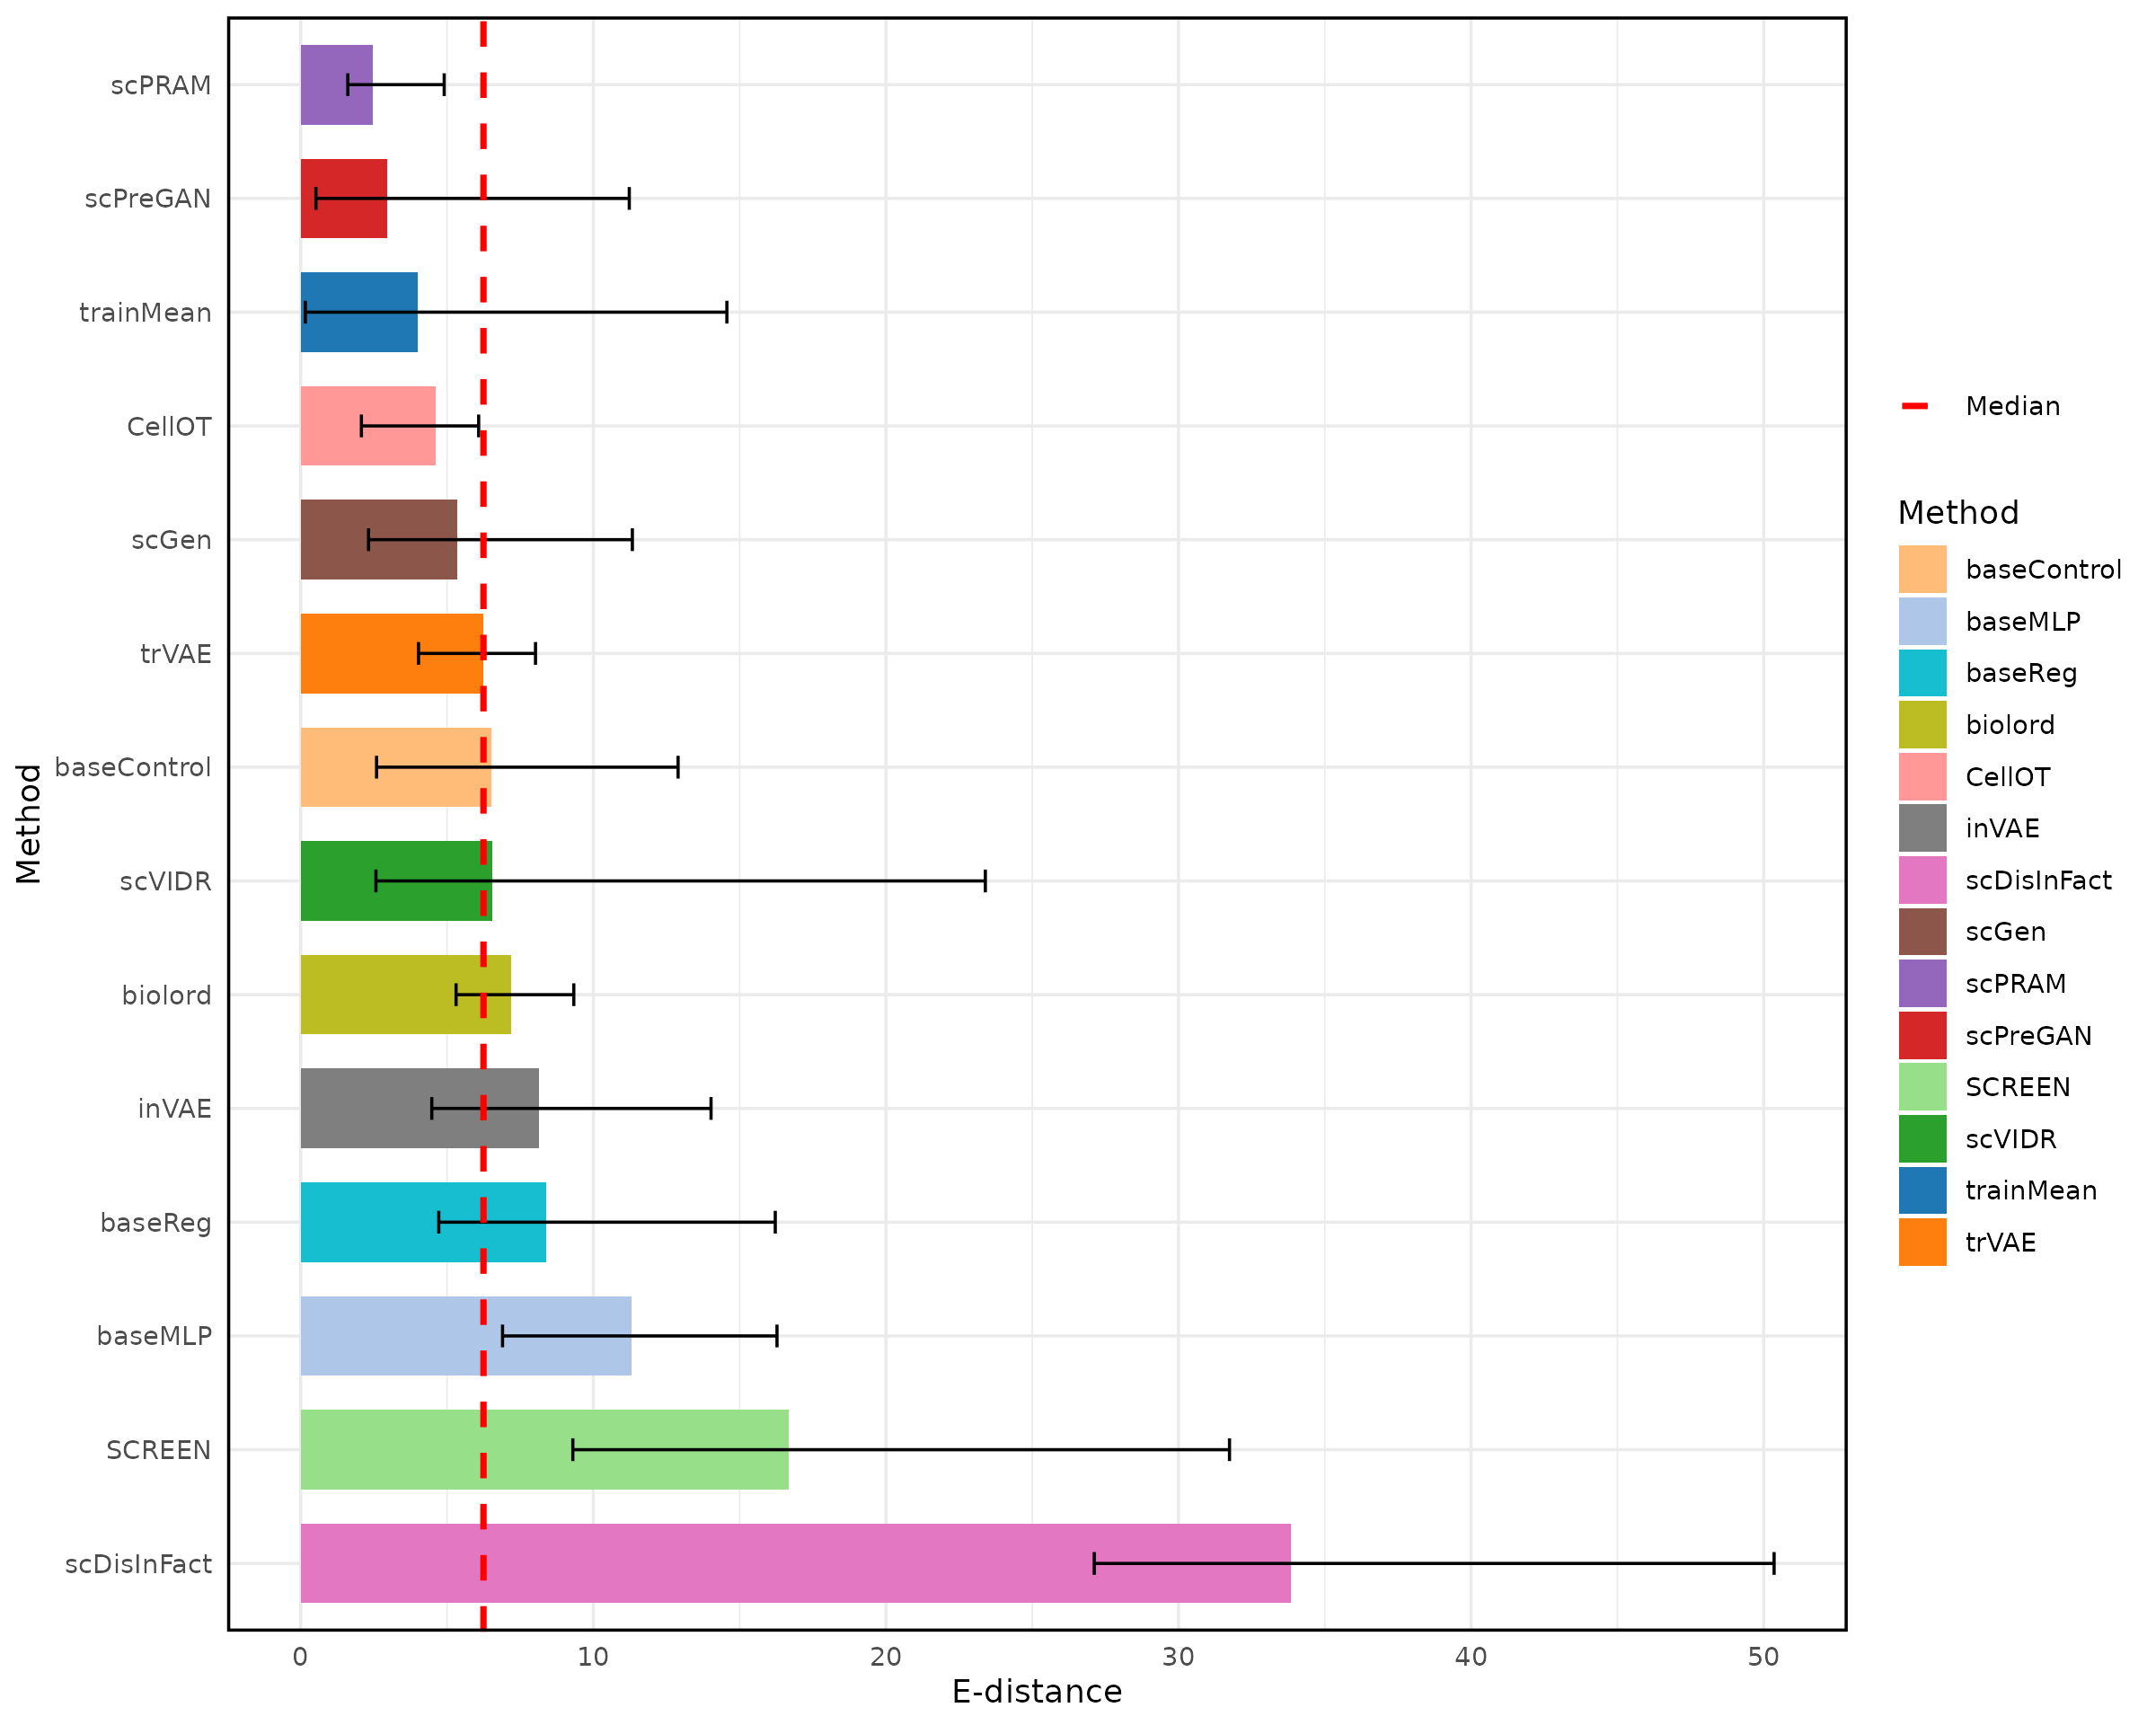 scPRAM
scPreGAN
trainMean
CellOT
scGen
trVAE
baseControl
scVIDR
biolord
inVAE
baseReg
baseMLP
SCREEN
scDisInFact
Method
0 10 20 30 40 50
E-distance
Median
Method
baseControl
baseMLP
baseReg
biolord
CellOT
inVAE
scDisInFact
scGen
scPRAM
scPreGAN
SCREEN
scVIDR
trainMean
trVAE